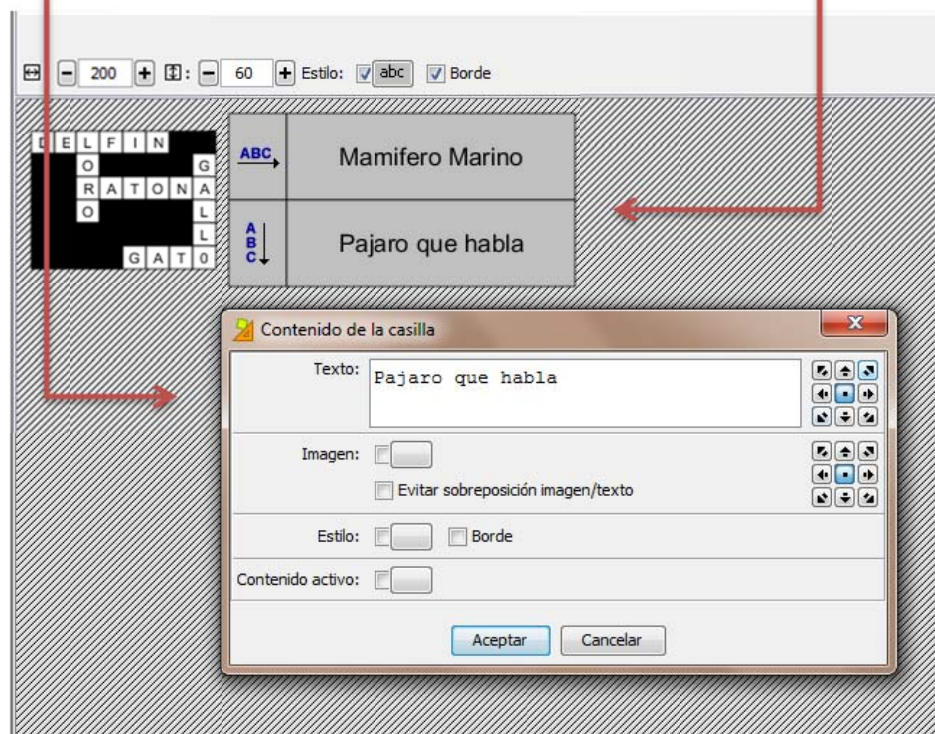 200 : 60 Estilo: abc Borde
DELFIN
O G
RATONA
O L
L
GAT0
ABC Mamifero Marino
A
B
C
Pajaro que habla
Contenido de la casilla
Texto: Pajaro que habla
Imagen:
Evitar sobreposición imagen/texto
Estilo: Borde
Contenido activo:
Aceptar Cancelar